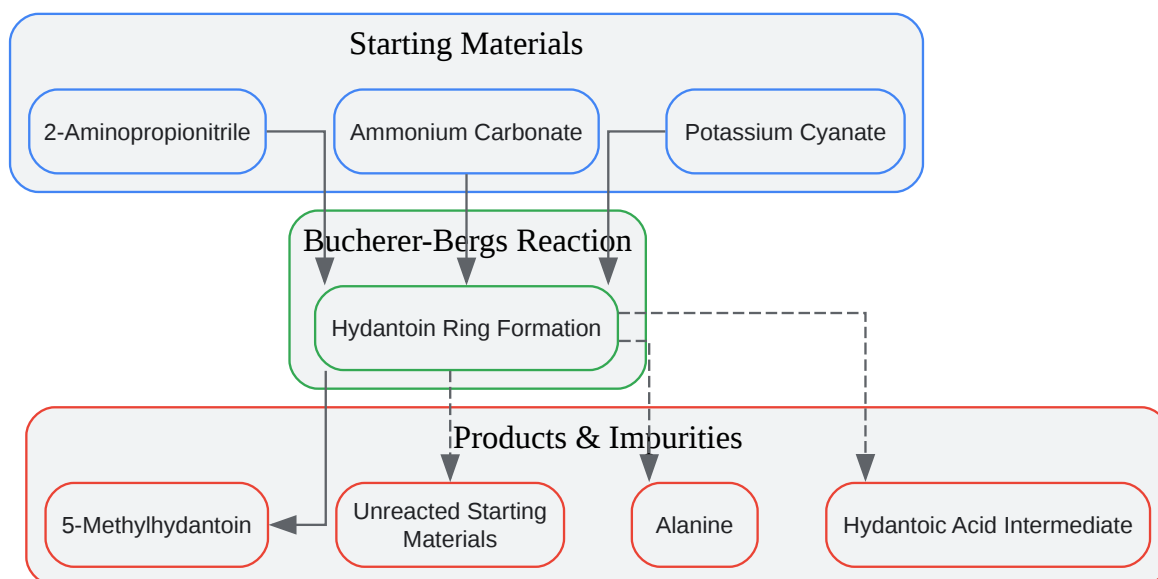 Starting Materials
2-Aminopropionitrile
Ammonium Carbonate
Potassium Cyanate
Bucherer-Bergs Reaction
Hydantoin Ring Formation
Products & Impurities
5-Methylhydantoin
Unreacted Starting
Materials
Alanine
Hydantoic Acid Intermediate